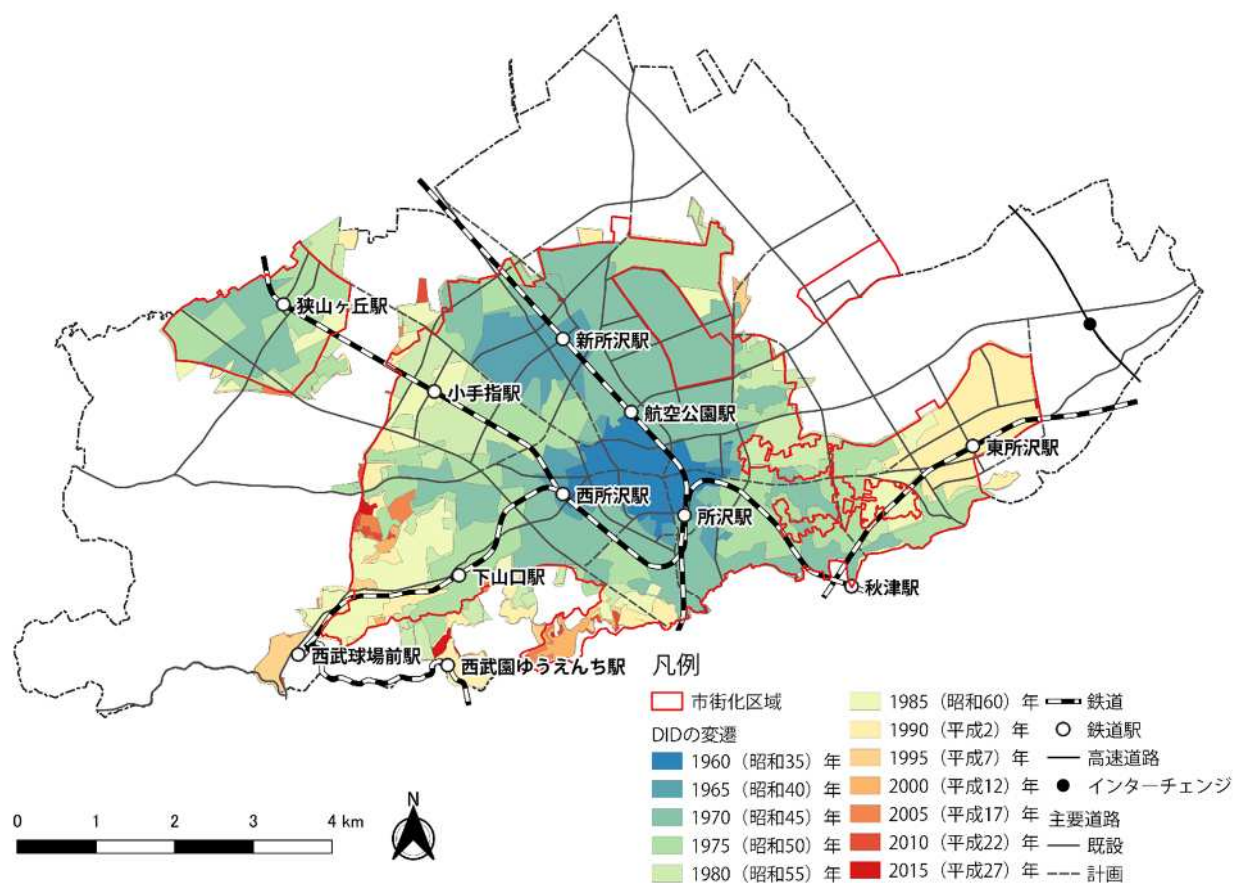 狭山ヶ丘駅
新所沢駅
小手指駅
航空公園駅
東所沢駅
西所沢駅
所沢駅
下山口駅
秋津駅
西武球場前駅
西武園ゆうえんち駅
凡例
市街化区域
DIDの変遷
1960（昭和35）年
1965（昭和40）年
1970（昭和45）年
1975（昭和50）年
1980（昭和55）年
1985（昭和60）年
1990（平成2）年
1995（平成7）年
2000（平成12）年
2005（平成17）年
2010（平成22）年
2015（平成27）年
鉄道
鉄道駅
高速道路
インターチェンジ
主要道路
既設
計画
0 1 2 3 4 km
N